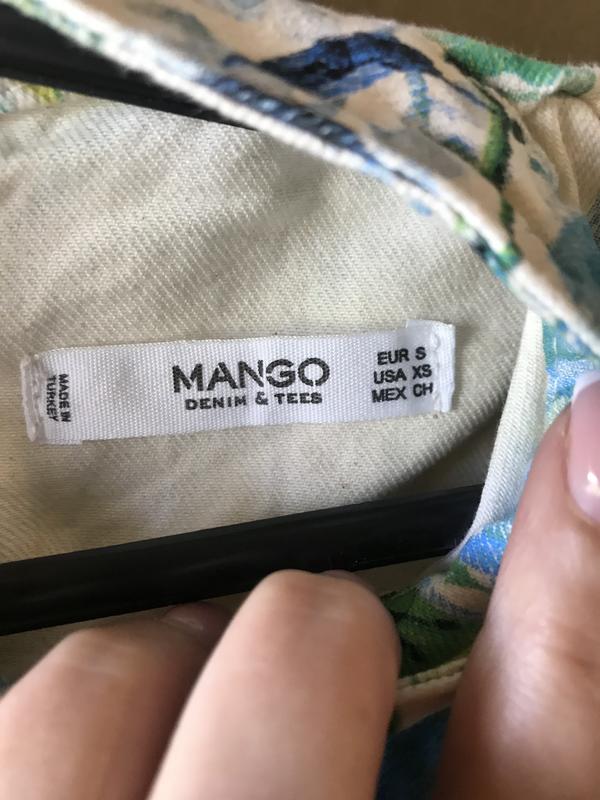 MADE IN
TURKEY
MANGO
DENIM & TEES
EUR S
USA XS
MEX CH